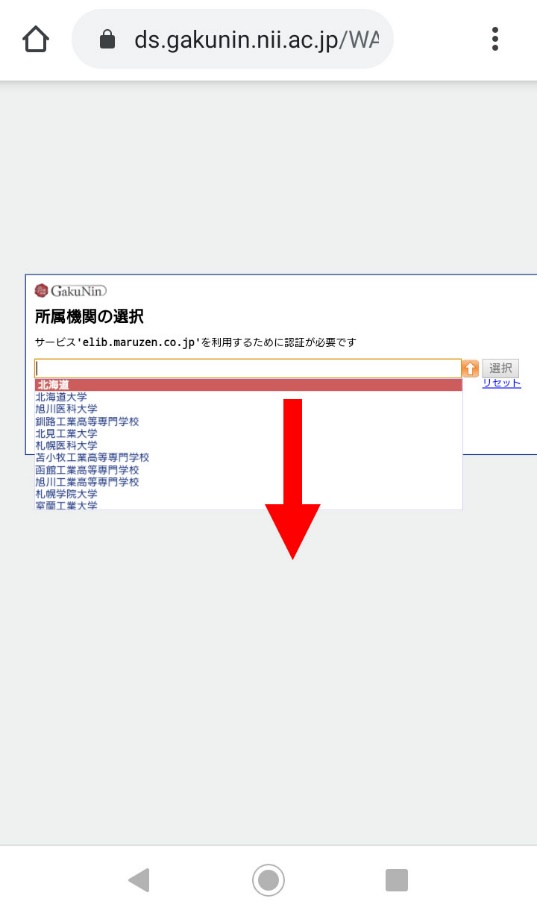 ds.gakunin.nii.ac.jp/WA
GakuNin
所属機関の選択
サービス'elib.maruzen.co.jp'を利用するために認証が必要です
選択
リセット
北海道
北海道大学
旭川医科大学
釧路工業高等専門学校
北見工業大学
札幌医科大学
苫小牧工業高等専門学校
函館工業高等専門学校
旭川工業高等専門学校
札幌学院大学
室蘭工業大学